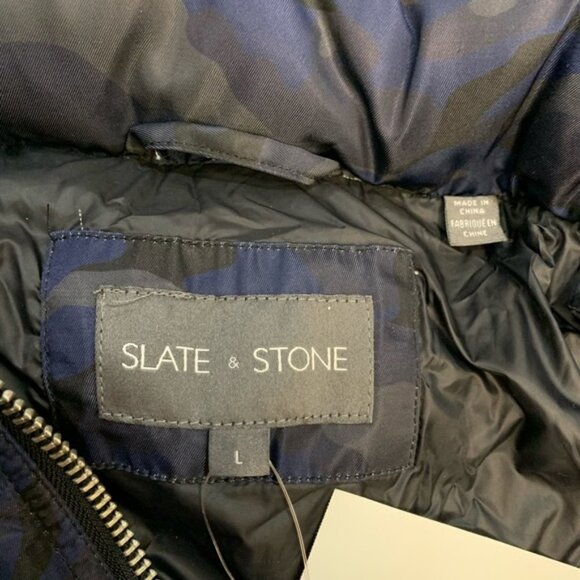 MADE IN
CHINA
FABRIQUÉ EN
CHINE
SLATE & STONE
L